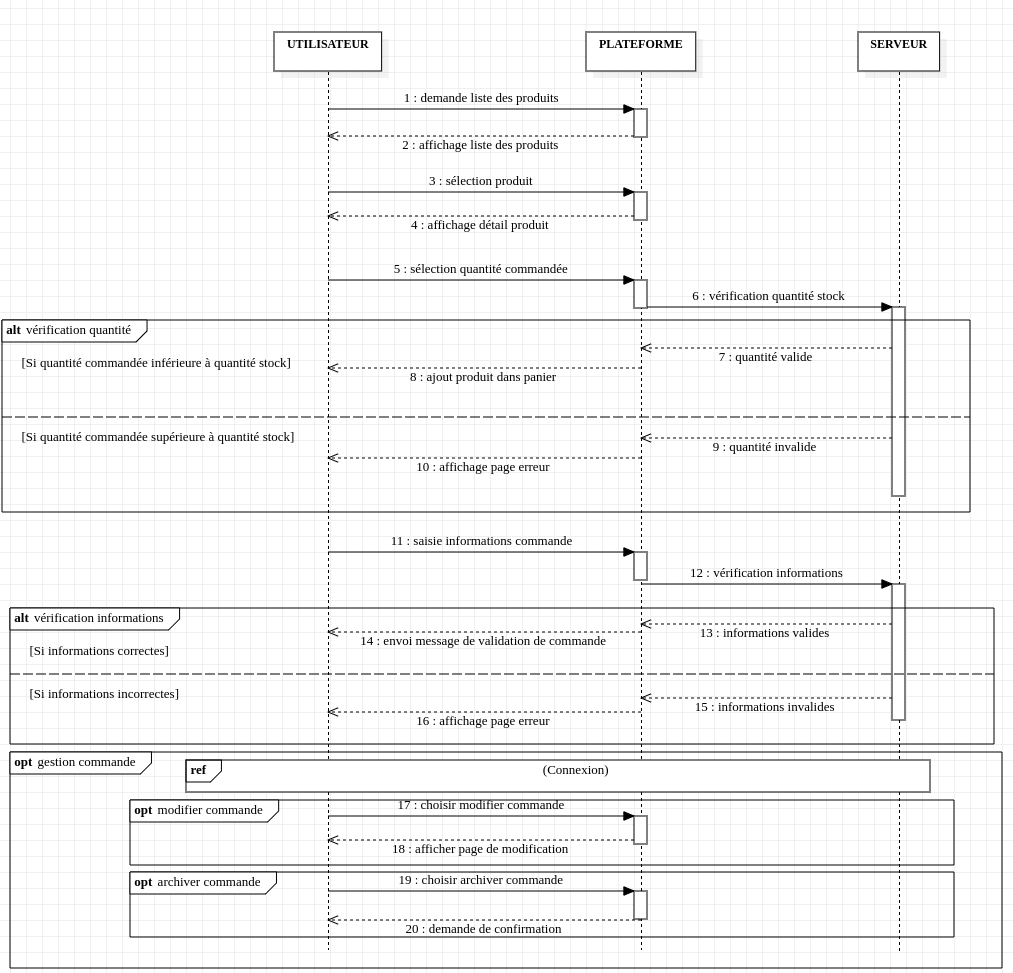 UTILISATEUR
PLATEFORME
SERVEUR
1 : demande liste des produits
2 : affichage liste des produits
3 : sélection produit
4 : affichage détail produit
5 : sélection quantité commandée
6 : vérification quantité stock
alt vérification quantité
[Si quantité commandée inférieure à quantité stock]
7 : quantité valide
8 : ajout produit dans panier
[Si quantité commandée supérieure à quantité stock]
9 : quantité invalide
10 : affichage page erreur
11 : saisie informations commande
12 : vérification informations
alt vérification informations
13 : informations valides
14 : envoi message de validation de commande
[Si informations correctes]
[Si informations incorrectes]
15 : informations invalides
16 : affichage page erreur
opt gestion commande
ref
(Connexion)
opt modifier commande
17 : choisir modifier commande
18 : afficher page de modification
opt archiver commande
19 : choisir archiver commande
20 : demande de confirmation